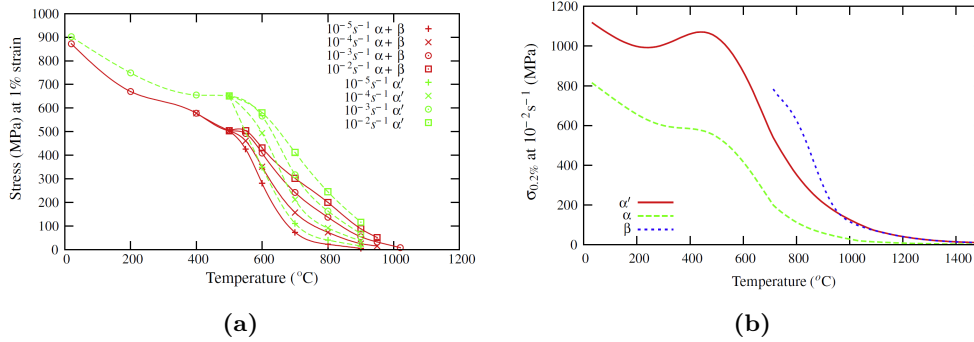 1000
900
800
700
600
500
400
300
200
100
0
0 200 400 600 800 1000 1200
Stress (MPa) at 1% strain
Temperature (°C)
10⁻⁵s⁻¹ α+ β
10⁻⁴s⁻¹ α+ β
10⁻³s⁻¹ α+ β
10⁻²s⁻¹ α+ β
10⁻⁵s⁻¹ α′
10⁻⁴s⁻¹ α′
10⁻³s⁻¹ α′
10⁻²s⁻¹ α′
(a)
1200
1000
800
600
400
200
0
0 200 400 600 800 1000 1200 1400
σ0.2% at 10⁻²s⁻¹ (MPa)
Temperature (°C)
α′
α
β
(b)